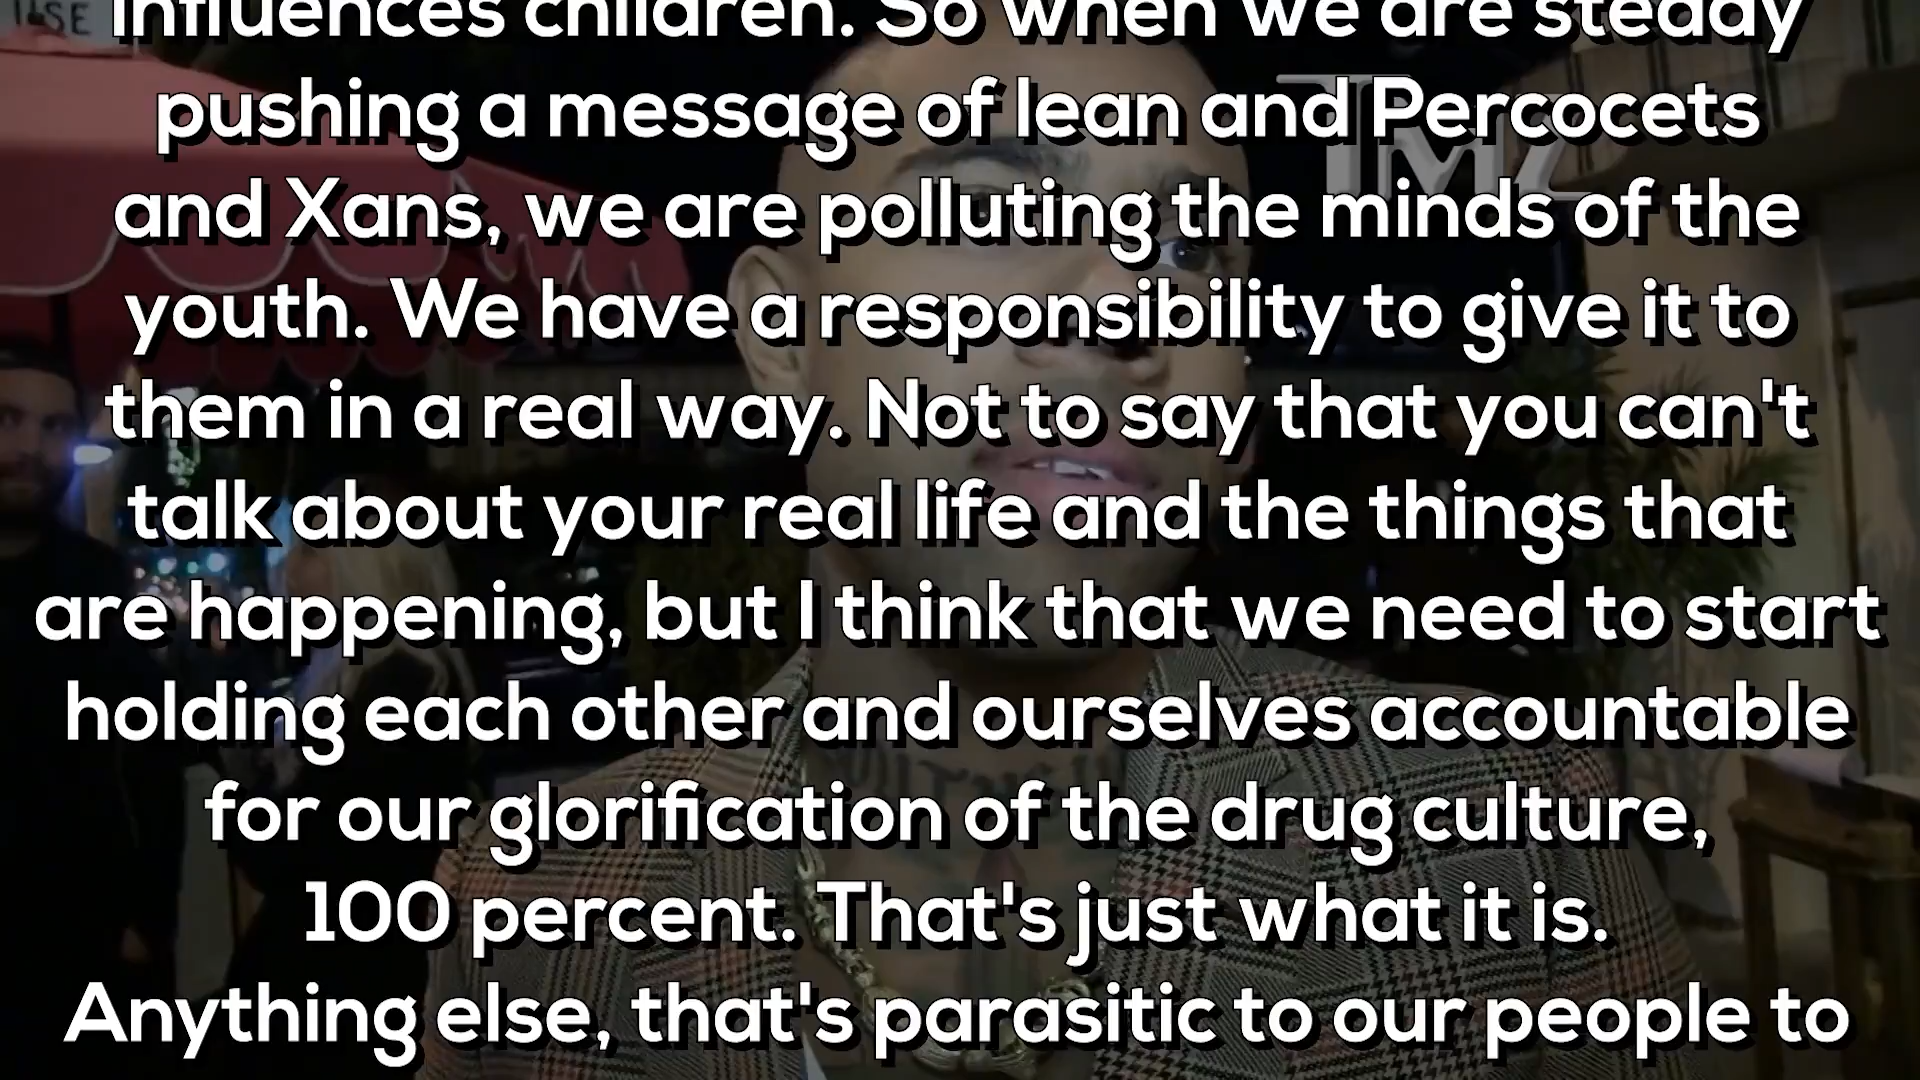 USE
influences children. So when we are steady
TMZ
pushing a message of lean and Percocets
and Xans, we are polluting the minds of the
youth. We have a responsibility to give it to
them in a real way. Not to say that you can't
talk about your real life and the things that
are happening, but I think that we need to start
holding each other and ourselves accountable
for our glorification of the drug culture,
100 percent. That's just what it is.
Anything else, that's parasitic to our people to